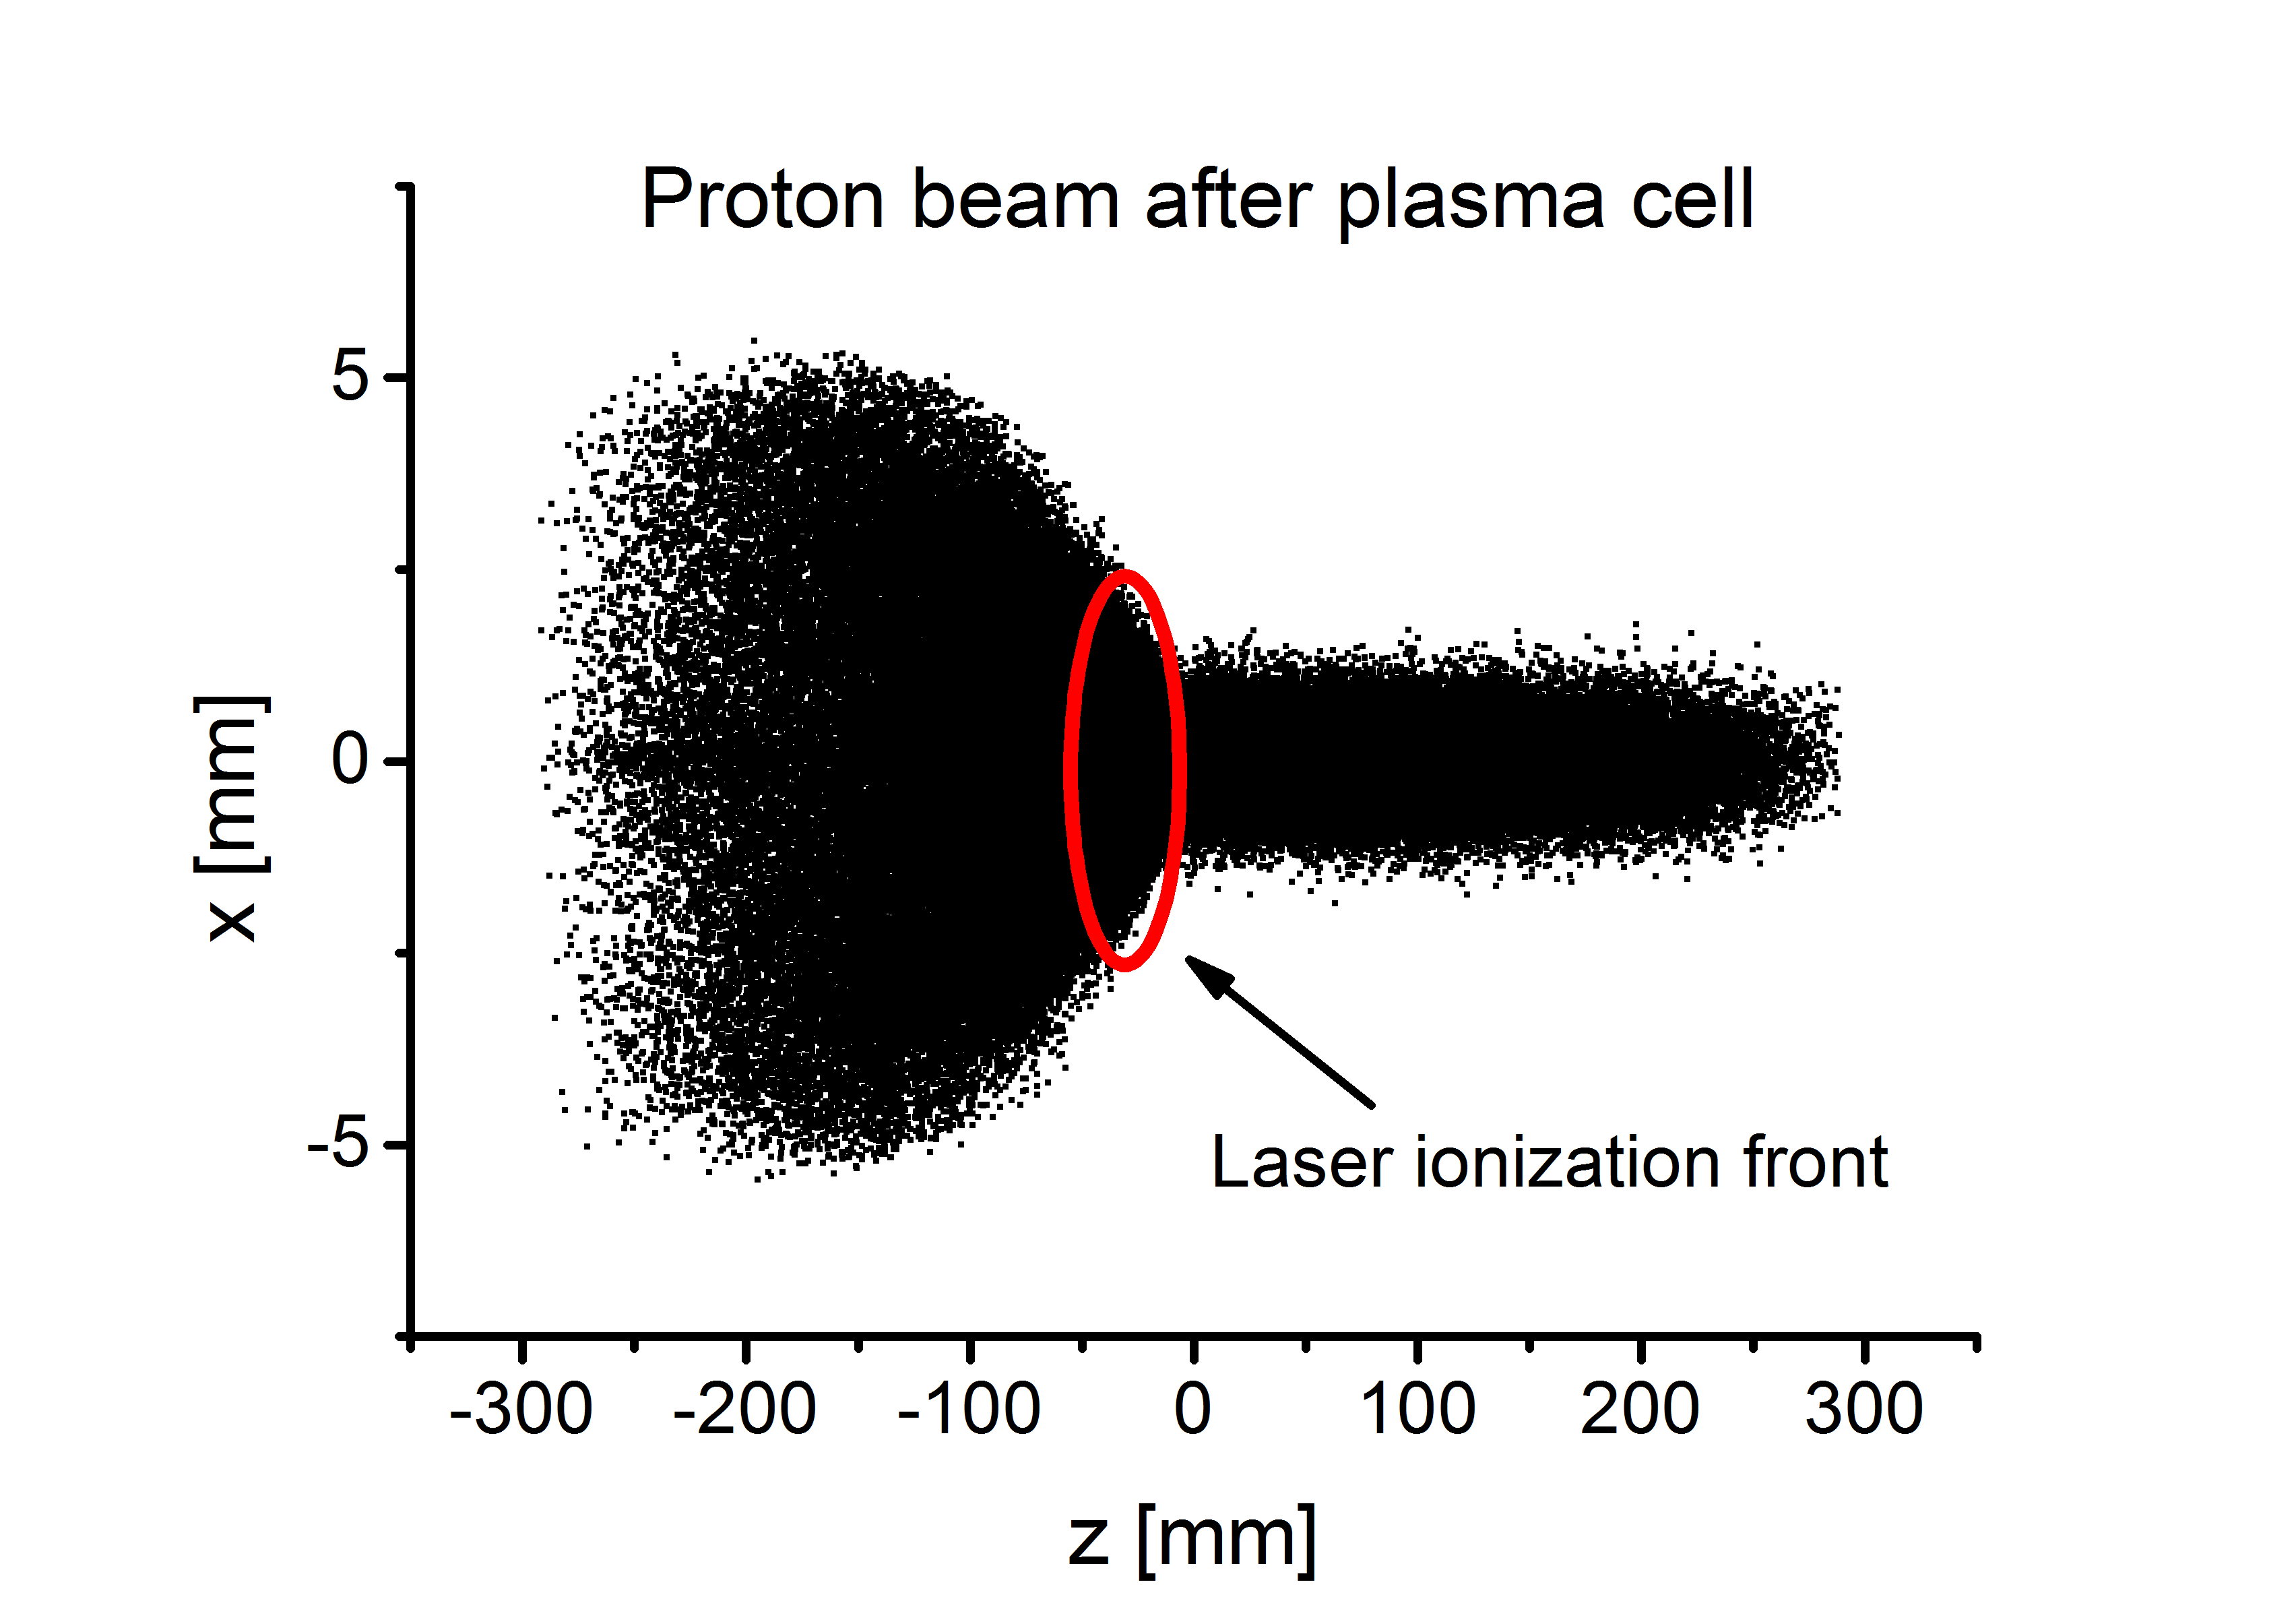 Proton beam after plasma cell
5
0
-5
x [mm]
Laser ionization front
-300 -200 -100 0 100 200 300
z [mm]